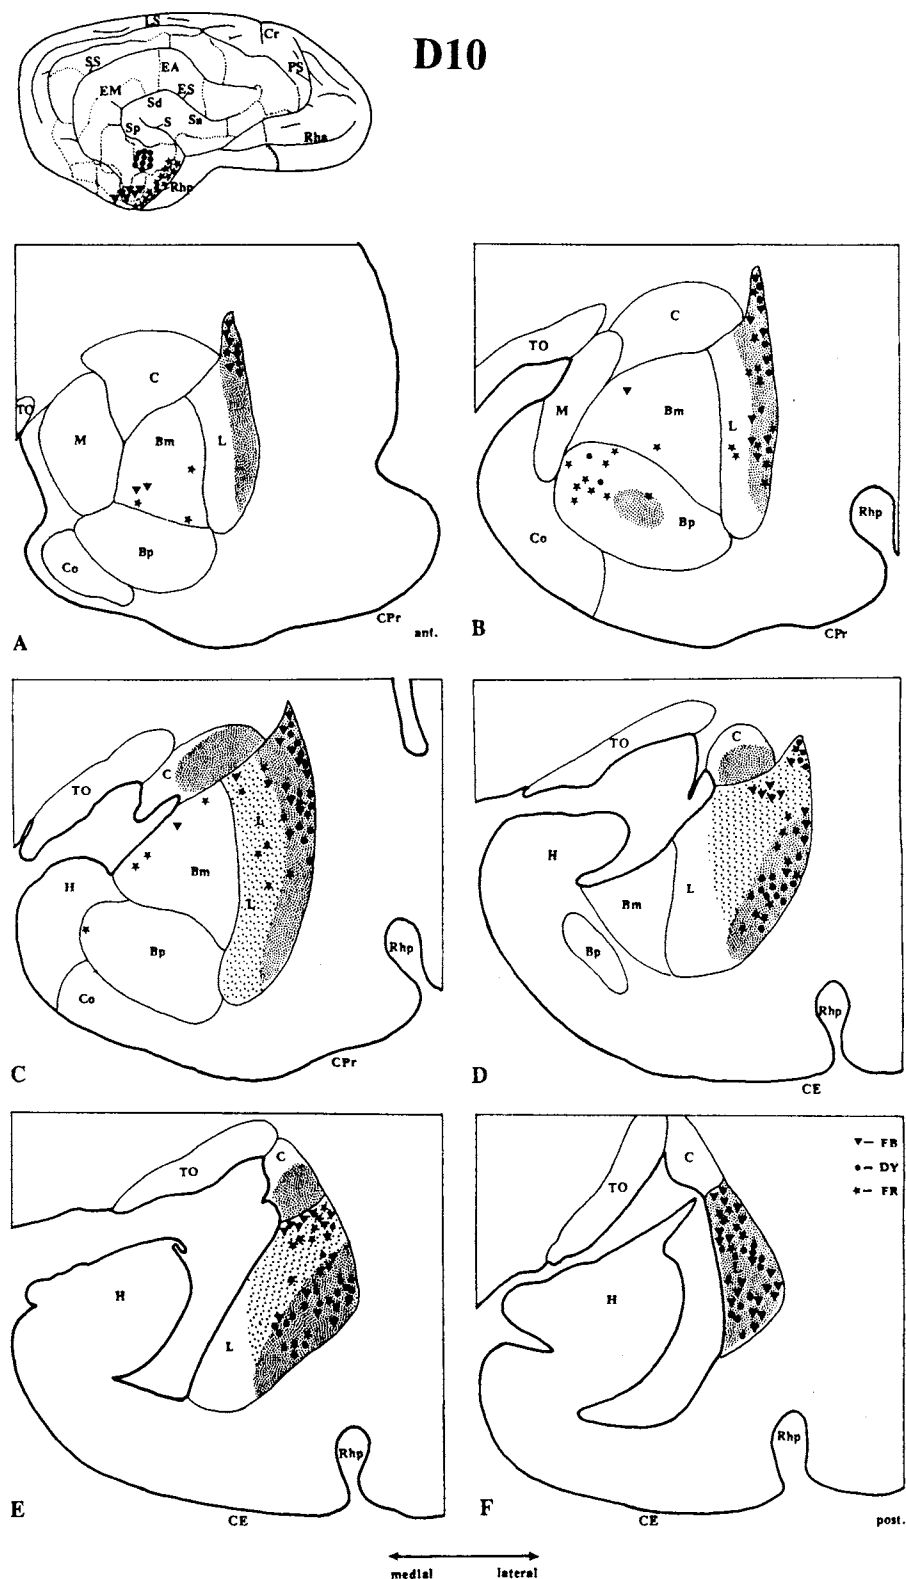 D10
LS
Cr
SS
EA
PS
EM
ES
Sd
Sp
S
Sa
Rha
Rhp
TO
C
M
Bm
L
Bp
Co
CPr
A
ant.
TO
C
M
Bm
L
Bp
Rhp
Co
CPr
B
TO
C
L
H
Bm
L
Bp
Rhp
Co
CPr
C
TO
C
H
Bm
L
Bp
Rhp
CE
D
TO
C
H
L
Rhp
CE
E
TO
C
▼– FB
●– DY
★– FR
L
H
Rhp
CE
F
post.
medial lateral